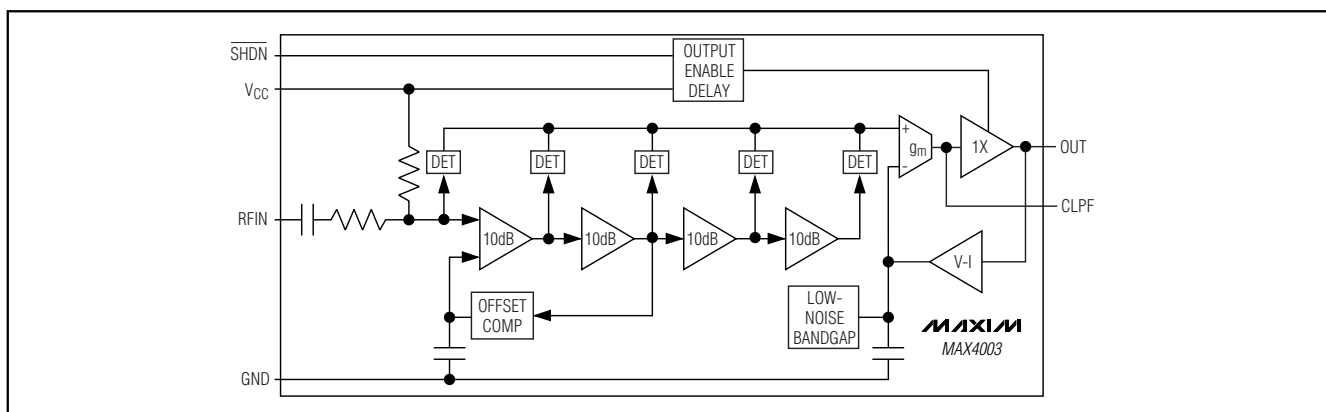 SHDN
OUTPUT
ENABLE
DELAY
VCC
+
gm
-
1X
OUT
DET
DET
DET
DET
DET
CLPF
RFIN
10dB
10dB
10dB
10dB
V-I
OFFSET
COMP
LOW-
NOISE
BANDGAP
MAXIM
MAX4003
GND